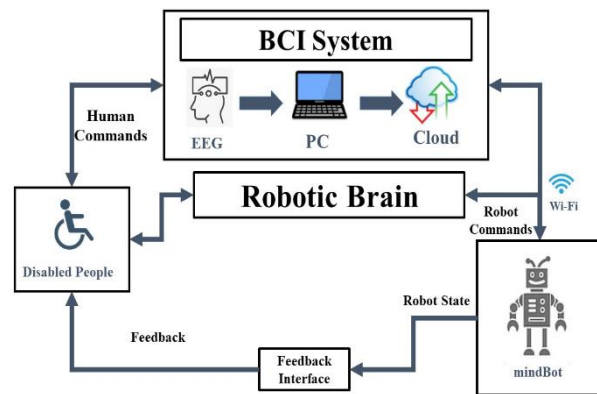 BCI System
EEG
PC
Cloud
Human
Commands
Robotic Brain
Wi-Fi
Robot
Commands
Disabled People
Robot State
Feedback
Feedback
Interface
mindBot